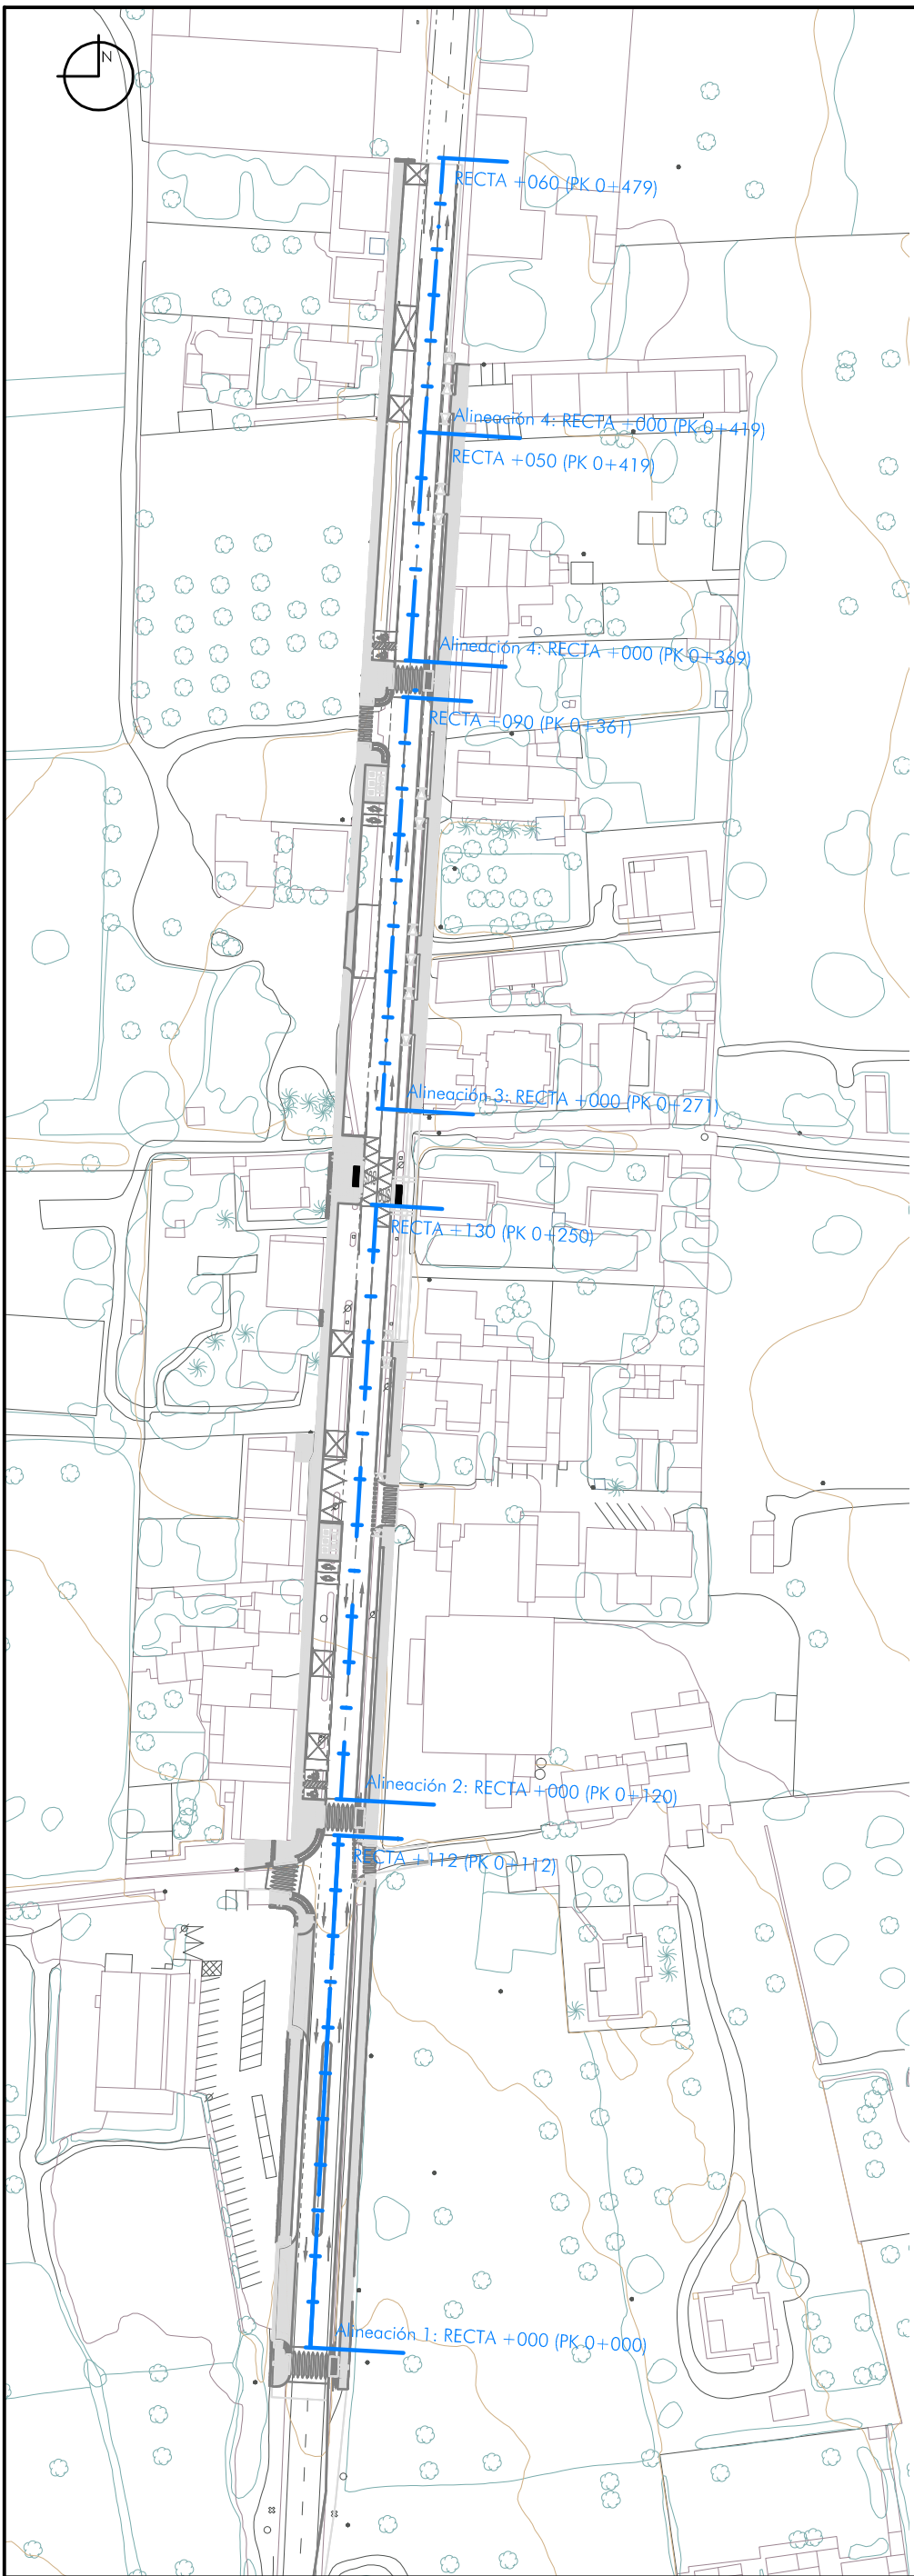 N
RECTA +060 (PK 0+479)
Alineación 4: RECTA +000 (PK 0+419)
RECTA +050 (PK 0+419)
Alineación 4: RECTA +000 (PK 0+369)
RECTA +090 (PK 0+361)
Alineación 3: RECTA +000 (PK 0+271)
RECTA +130 (PK 0+250)
Alineación 2: RECTA +000 (PK 0+120)
RECTA +112 (PK 0+112)
Alineación 1: RECTA +000 (PK 0+000)